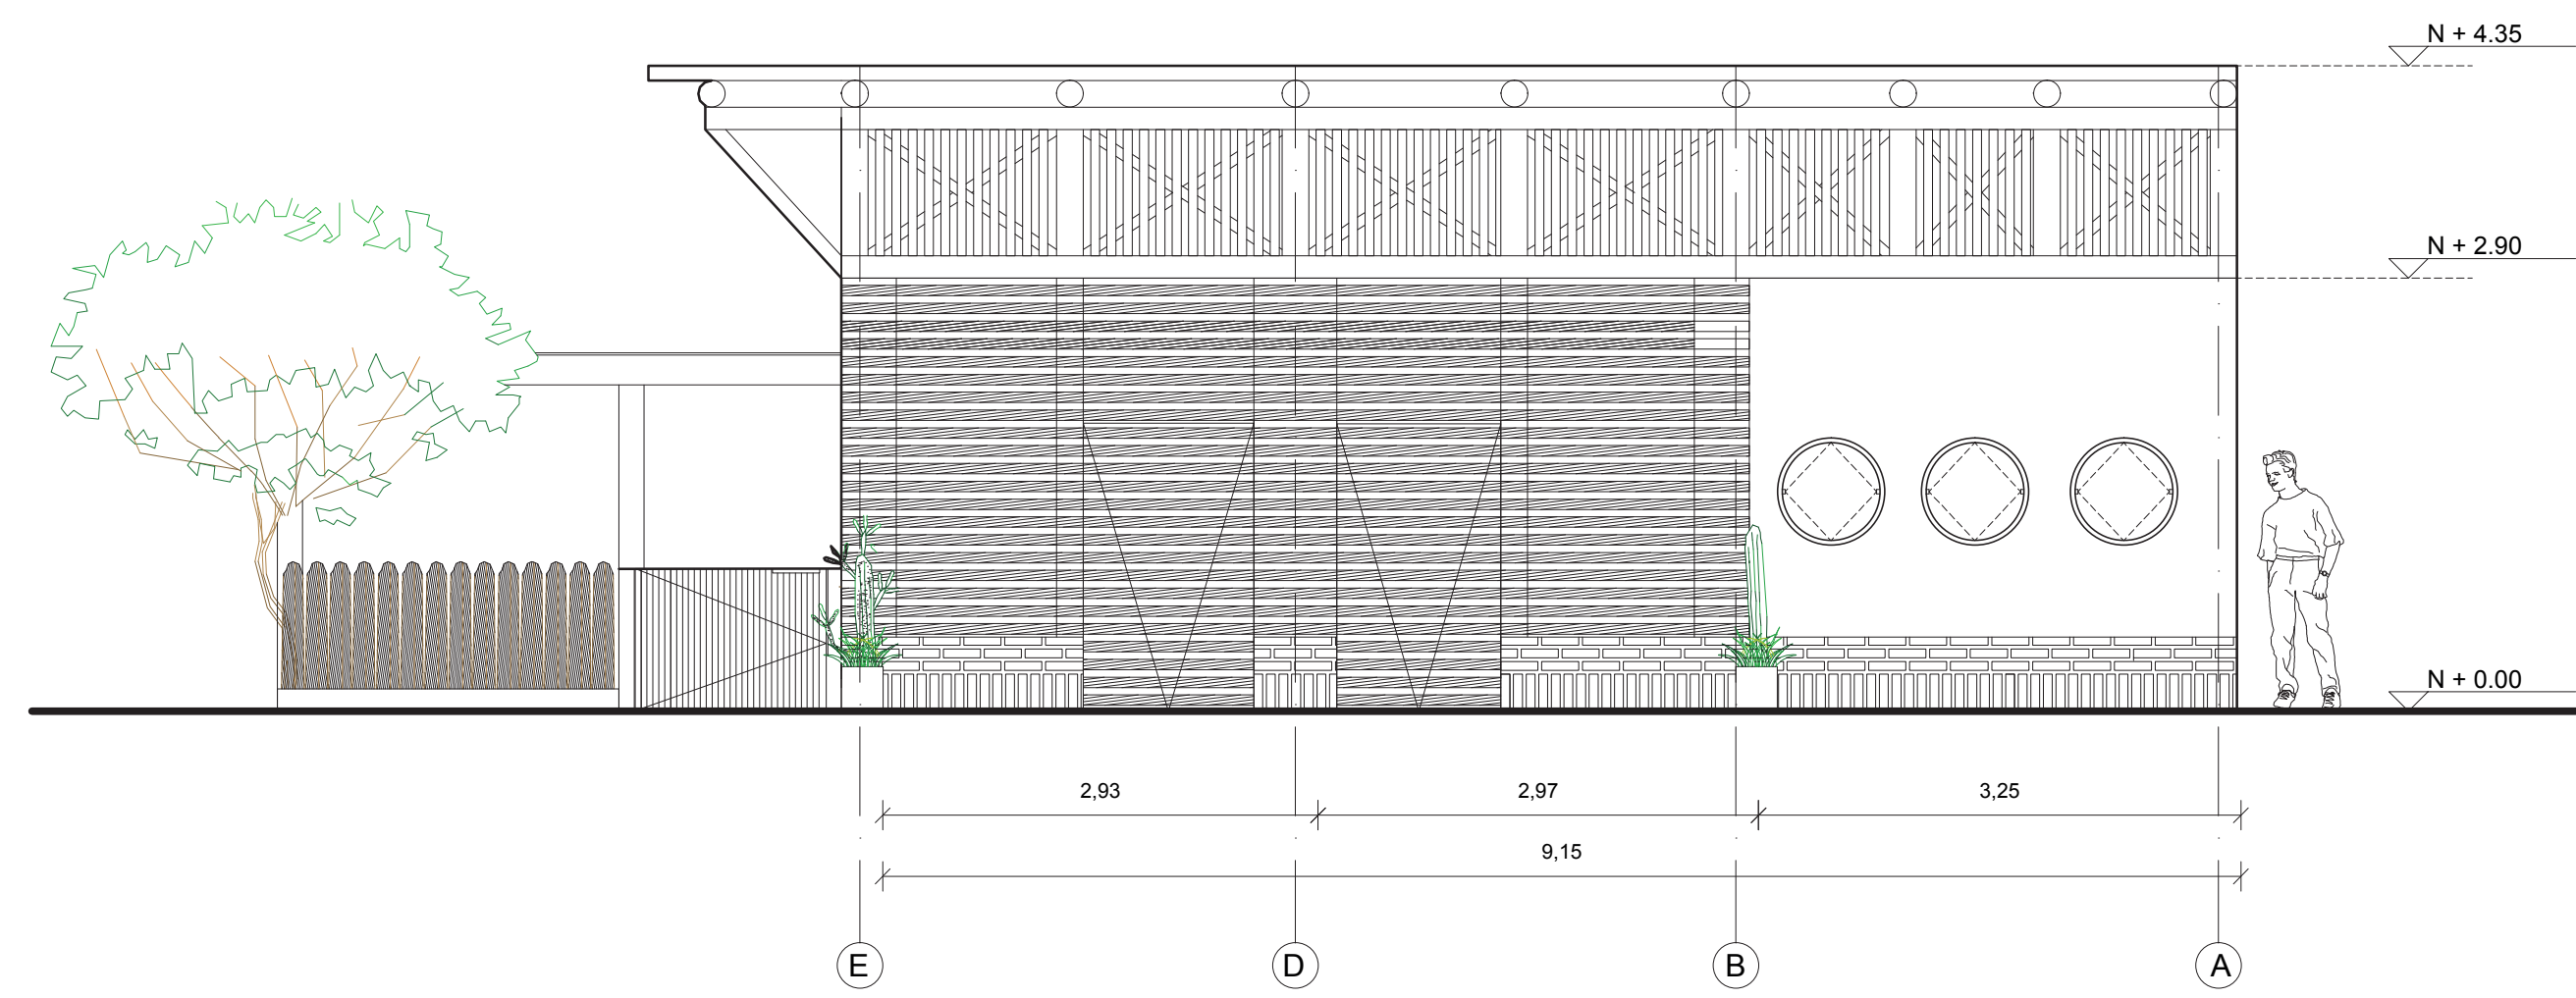 N + 4.35
N + 2.90
N + 0.00
2,93 2,97 3,25
9,15
E D B A